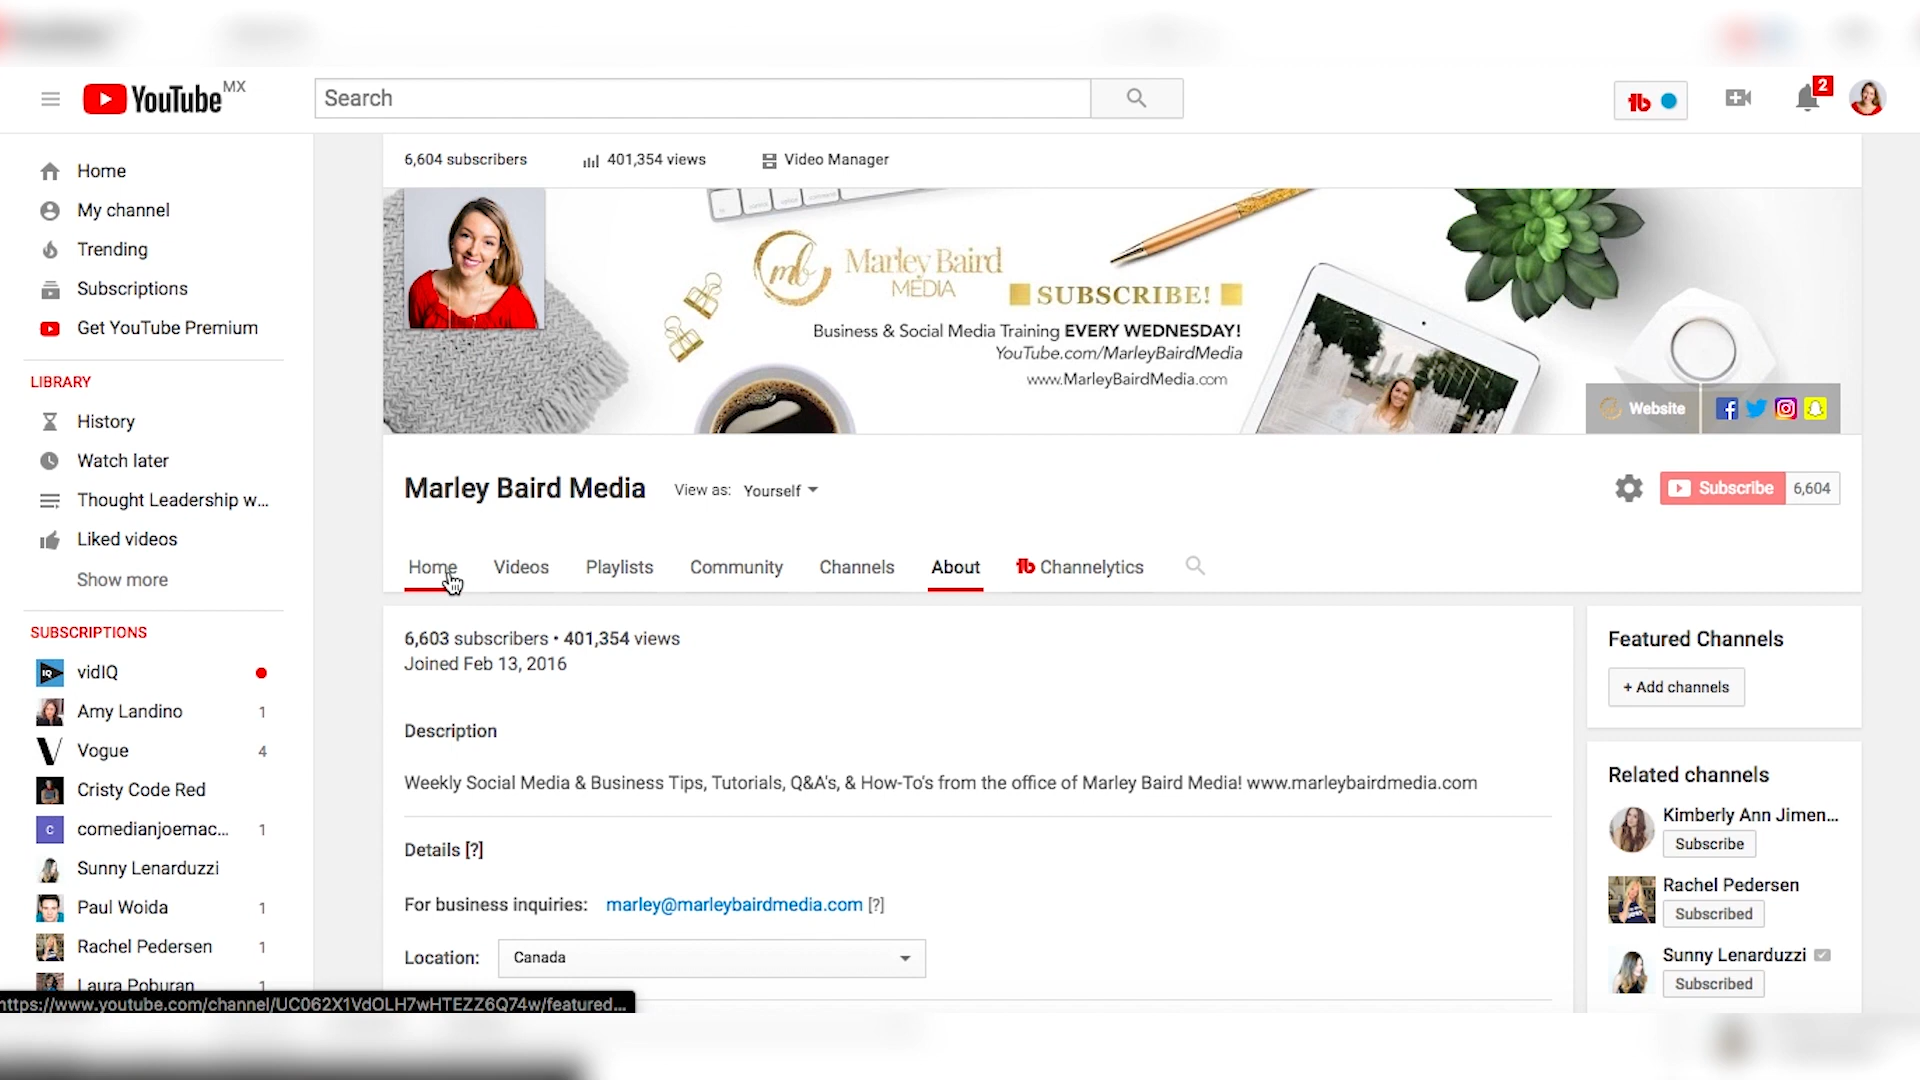 YouTube MX
Search
2
Home
My channel
Trending
Subscriptions
Get YouTube Premium
LIBRARY
History
Watch later
Thought Leadership w...
Liked videos
Show more
SUBSCRIPTIONS
vidIQ
Amy Landino 1
Vogue 4
Cristy Code Red
comedianjoemac... 1
Sunny Lenarduzzi
Paul Woida 1
Rachel Pedersen 1
Laura Poburan 1
https://www.youtube.com/channel/UC062X1VdOLH7wHTEZZ6Q74w/featured...
6,604 subscribers 401,354 views Video Manager
mb Marley Baird
MEDIA
SUBSCRIBE!
Business & Social Media Training EVERY WEDNESDAY!
YouTube.com/MarleyBairdMedia
www.MarleyBairdMedia.com
Website
Marley Baird Media View as: Yourself
Subscribe 6,604
Home Videos Playlists Community Channels About Channelytics
6,603 subscribers • 401,354 views
Joined Feb 13, 2016
Description
Weekly Social Media & Business Tips, Tutorials, Q&A's, & How-To's from the office of Marley Baird Media! www.marleybairdmedia.com
Details [?]
For business inquiries: marley@marleybairdmedia.com [?]
Location: Canada
Featured Channels
+ Add channels
Related channels
Kimberly Ann Jimen...
Subscribe
Rachel Pedersen
Subscribed
Sunny Lenarduzzi
Subscribed